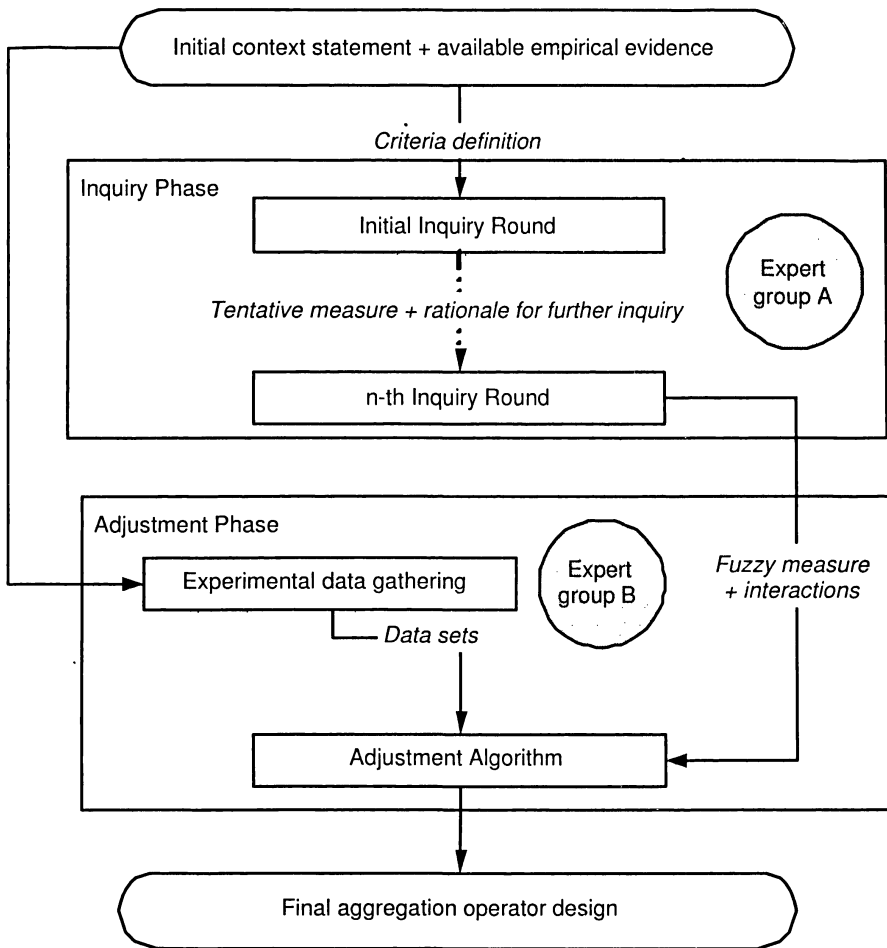 Initial context statement + available empirical evidence
Criteria definition
Inquiry Phase
Initial Inquiry Round
Expert
group A
Tentative measure + rationale for further inquiry
n-th Inquiry Round
Adjustment Phase
Experimental data gathering
Expert
group B
Fuzzy measure
+ interactions
Data sets
Adjustment Algorithm
Final aggregation operator design